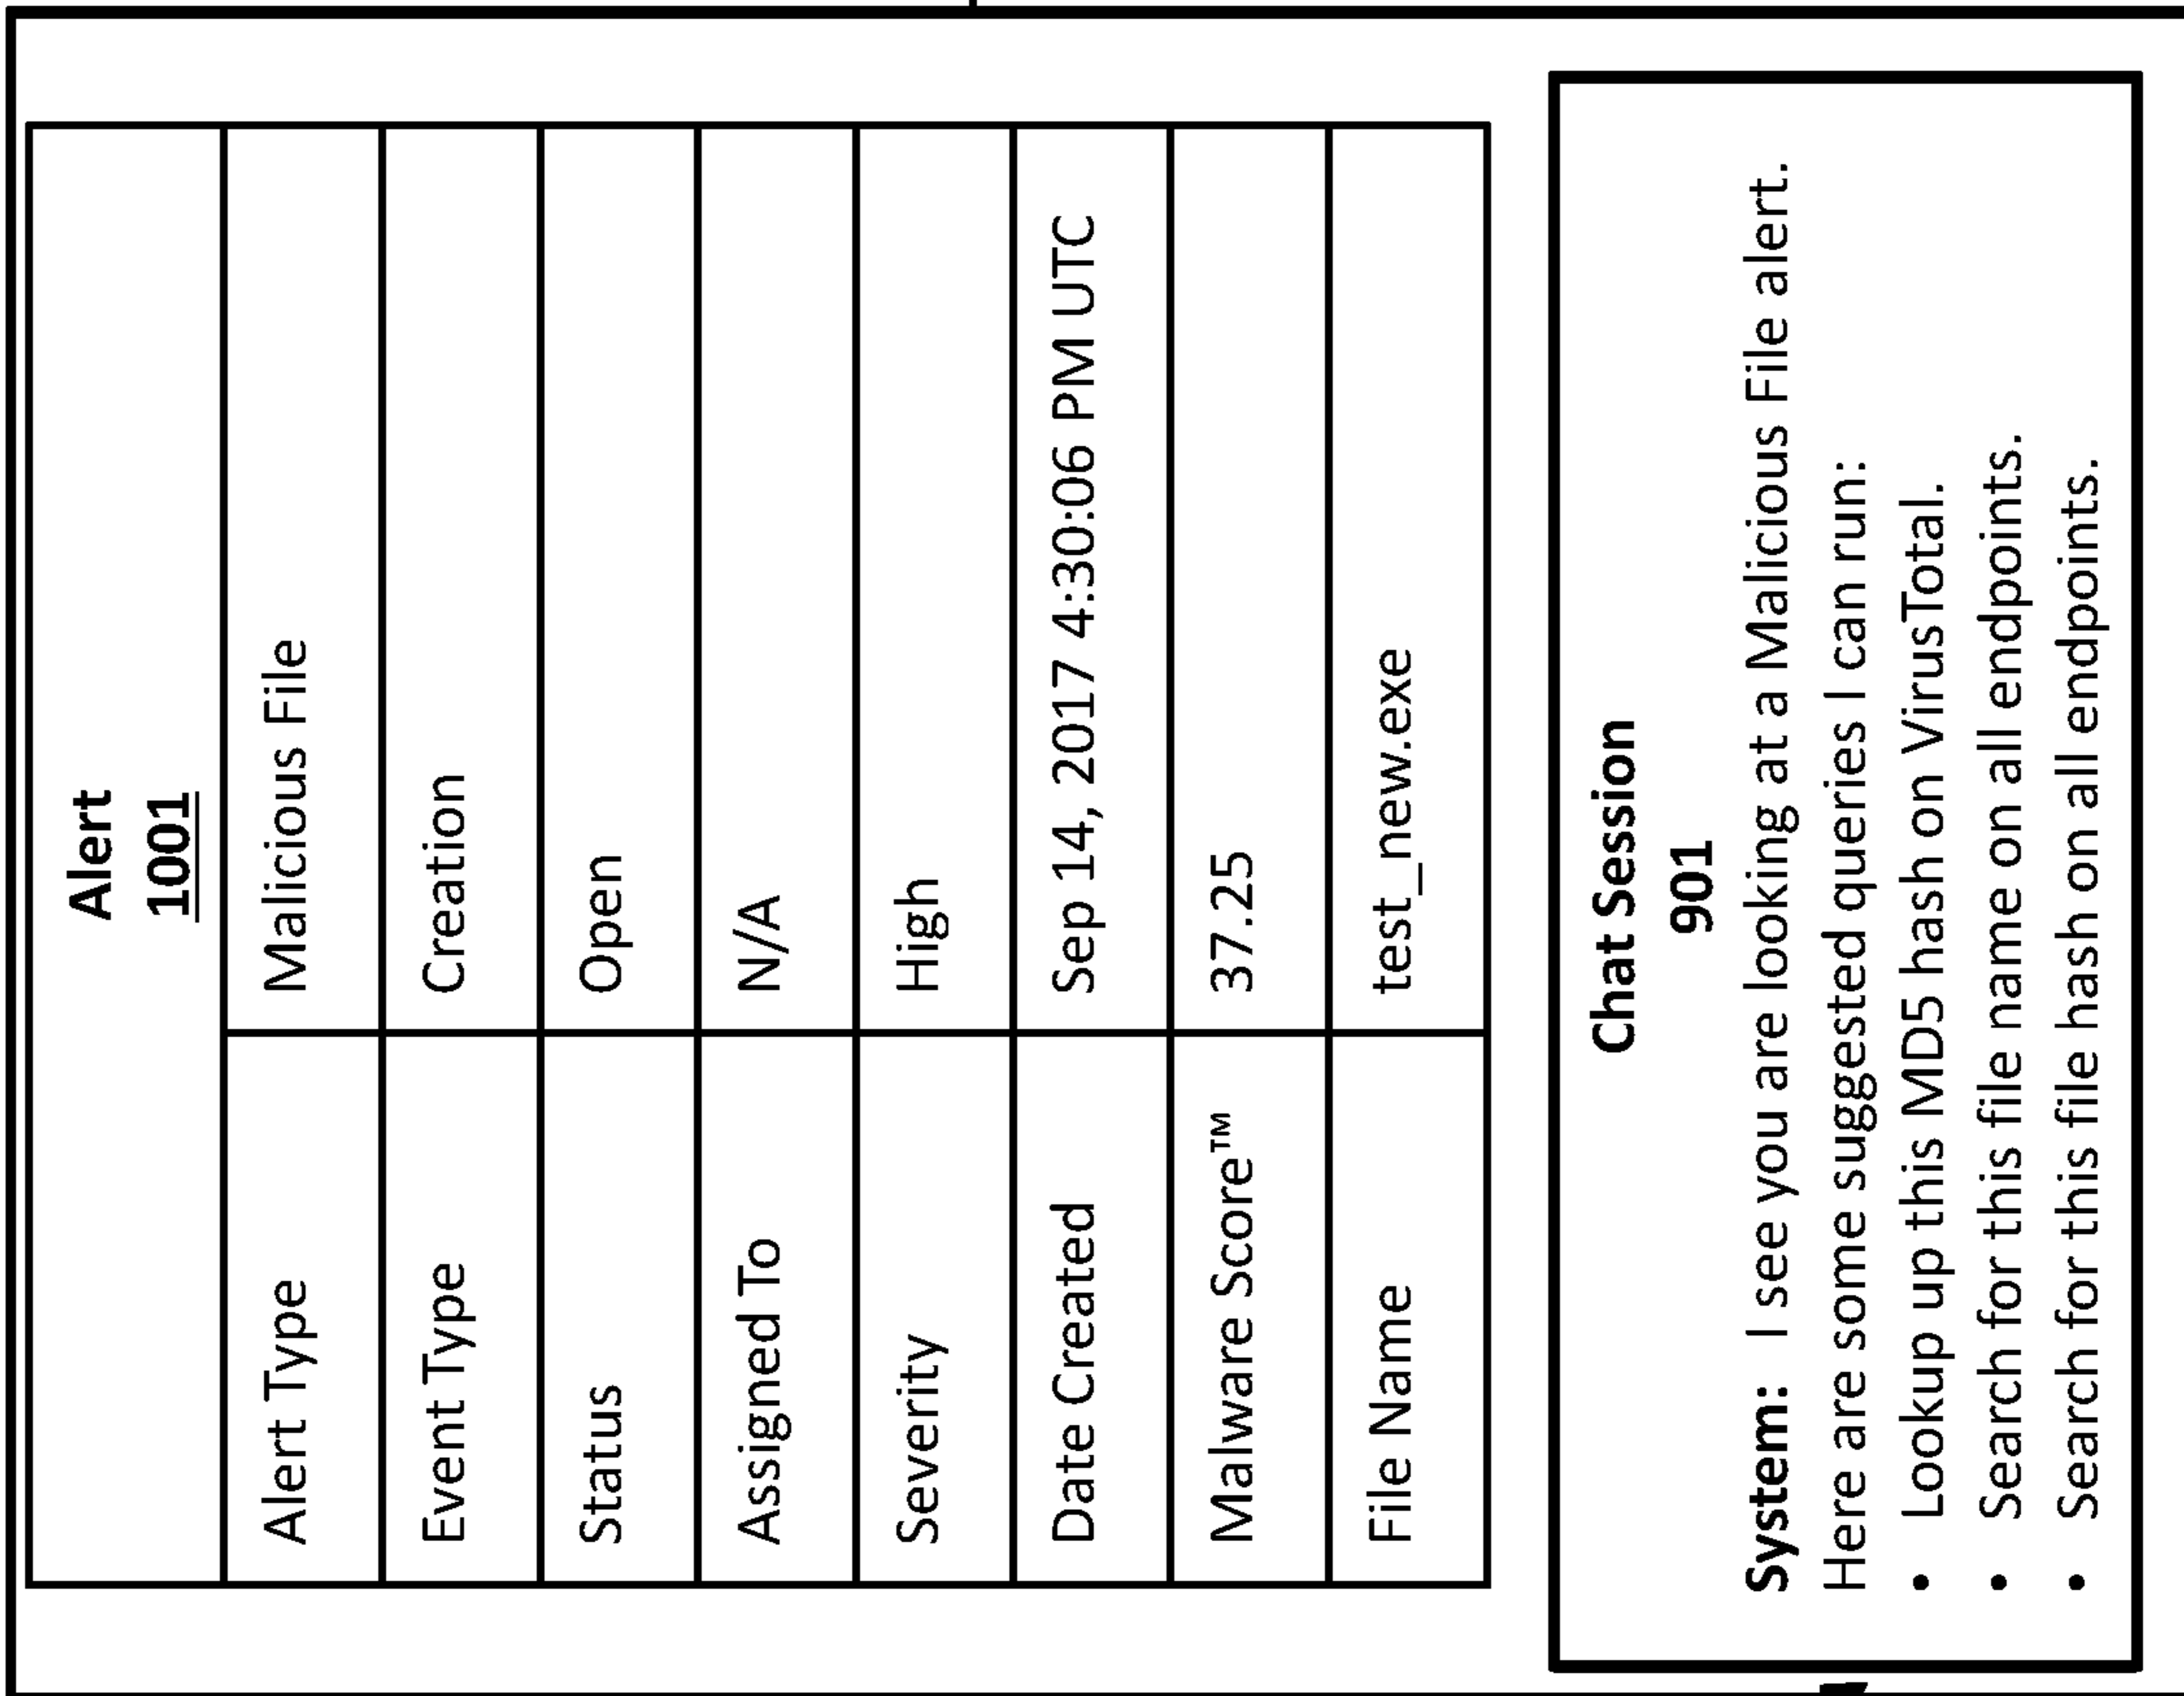 Alert
1001
Alert Type Malicious File
Event Type Creation
Status Open
Assigned To N/A
Severity High
Date Created Sep 14, 2017 4:30:06 PM UTC
Malware Score™ 37.25
File Name test_new.exe
Chat Session
901
System: I see you are looking at a Malicious File alert.
Here are some suggested queries I can run:
• Lookup up this MD5 hash on VirusTotal.
• Search for this file name on all endpoints.
• Search for this file hash on all endpoints.